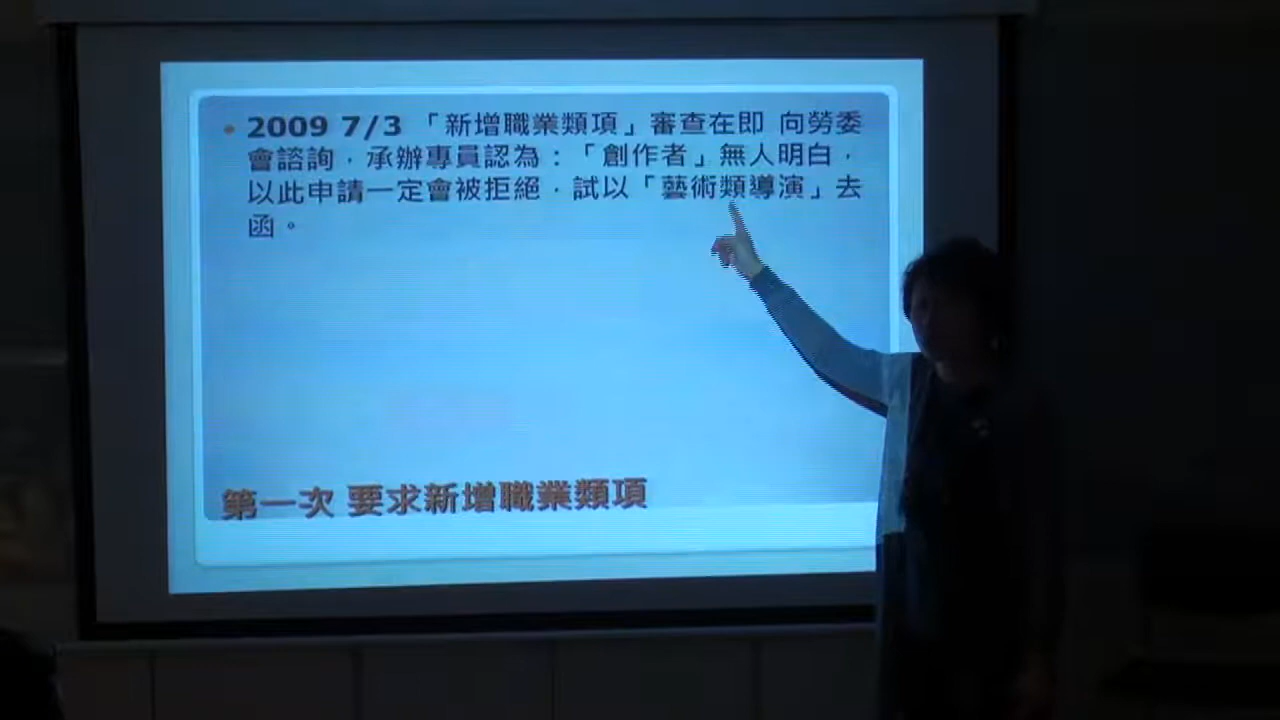 • 2009 7/3 「新增職業類項」審查在即 向勞委
會諮詢，承辦專員認為：「創作者」無人明白，
以此申請一定會被拒絕，試以「藝術類導演」去
函。
第一次 要求新增職業類項